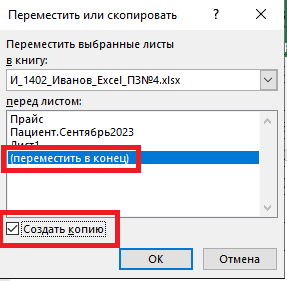 Переместить или скопировать
Переместить выбранные листы
в книгу:
И_1402_Иванов_Excel_ПЗ№4.xlsx
перед листом:
Прайс
Пациент.Сентябрь2023
Лист1
(переместить в конец)
Создать копию
ОК
Отмена